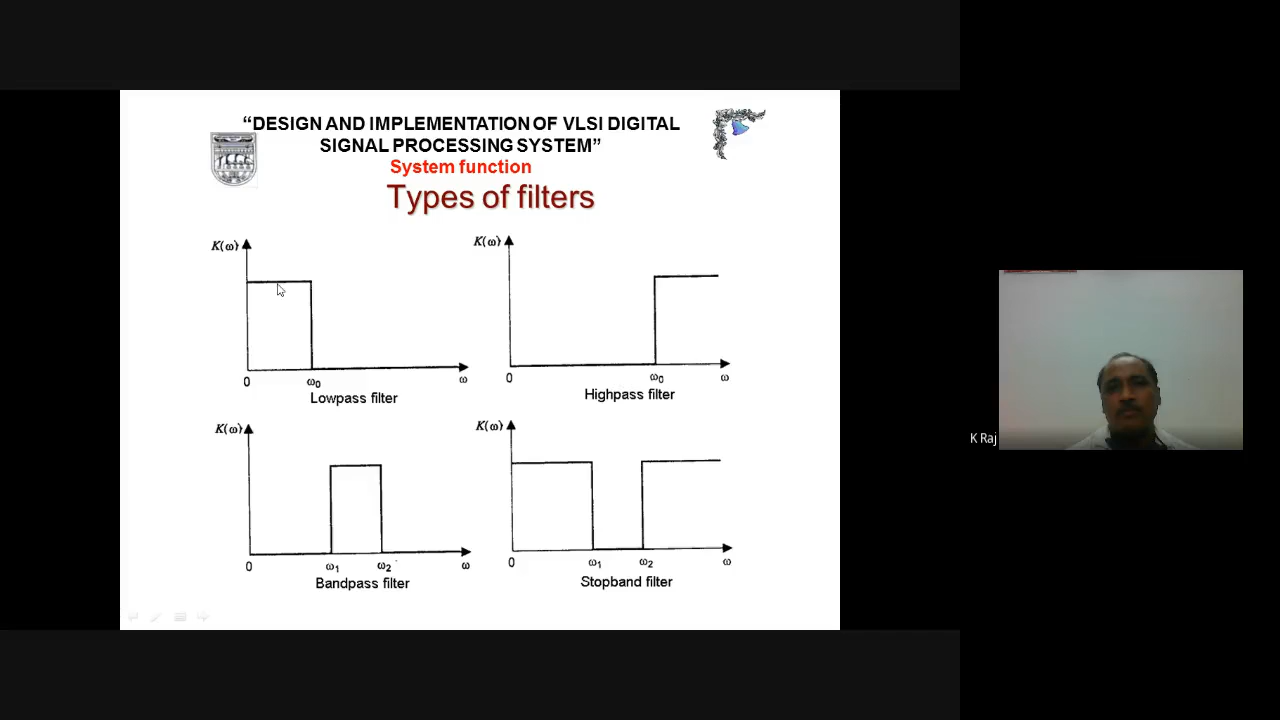 “DESIGN AND IMPLEMENTATION OF VLSI DIGITAL
SIGNAL PROCESSING SYSTEM”
System function
Types of filters
K(ω)
0
ω₀
ω
Lowpass filter
K(ω)
0
ω₀
ω
Highpass filter
K(ω)
0
ω₁
ω₂
ω
Bandpass filter
K(ω)
0
ω₁
ω₂
ω
Stopband filter
K Raj